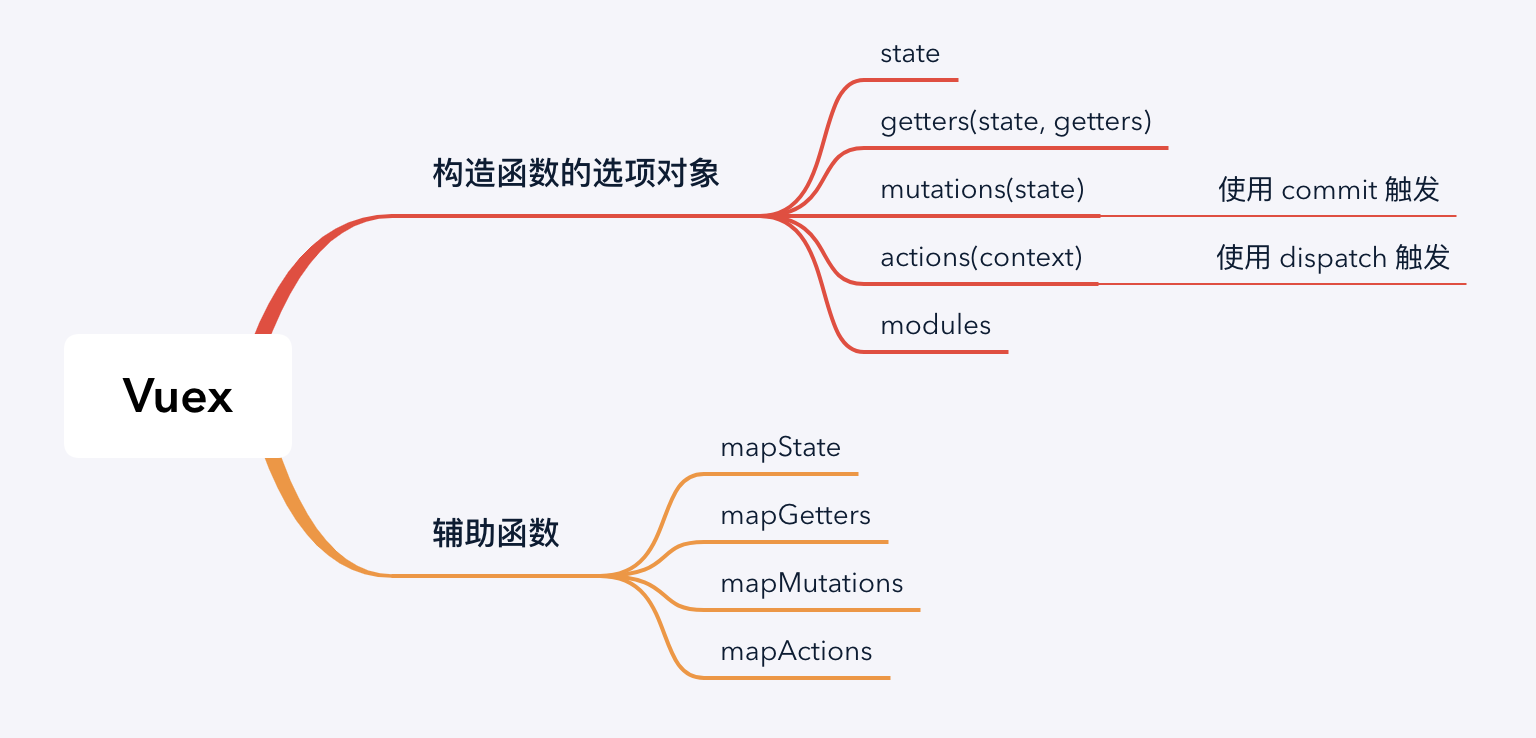 Vuex
构造函数的选项对象
state
getters(state, getters)
mutations(state)
使用 commit 触发
actions(context)
使用 dispatch 触发
modules
辅助函数
mapState
mapGetters
mapMutations
mapActions